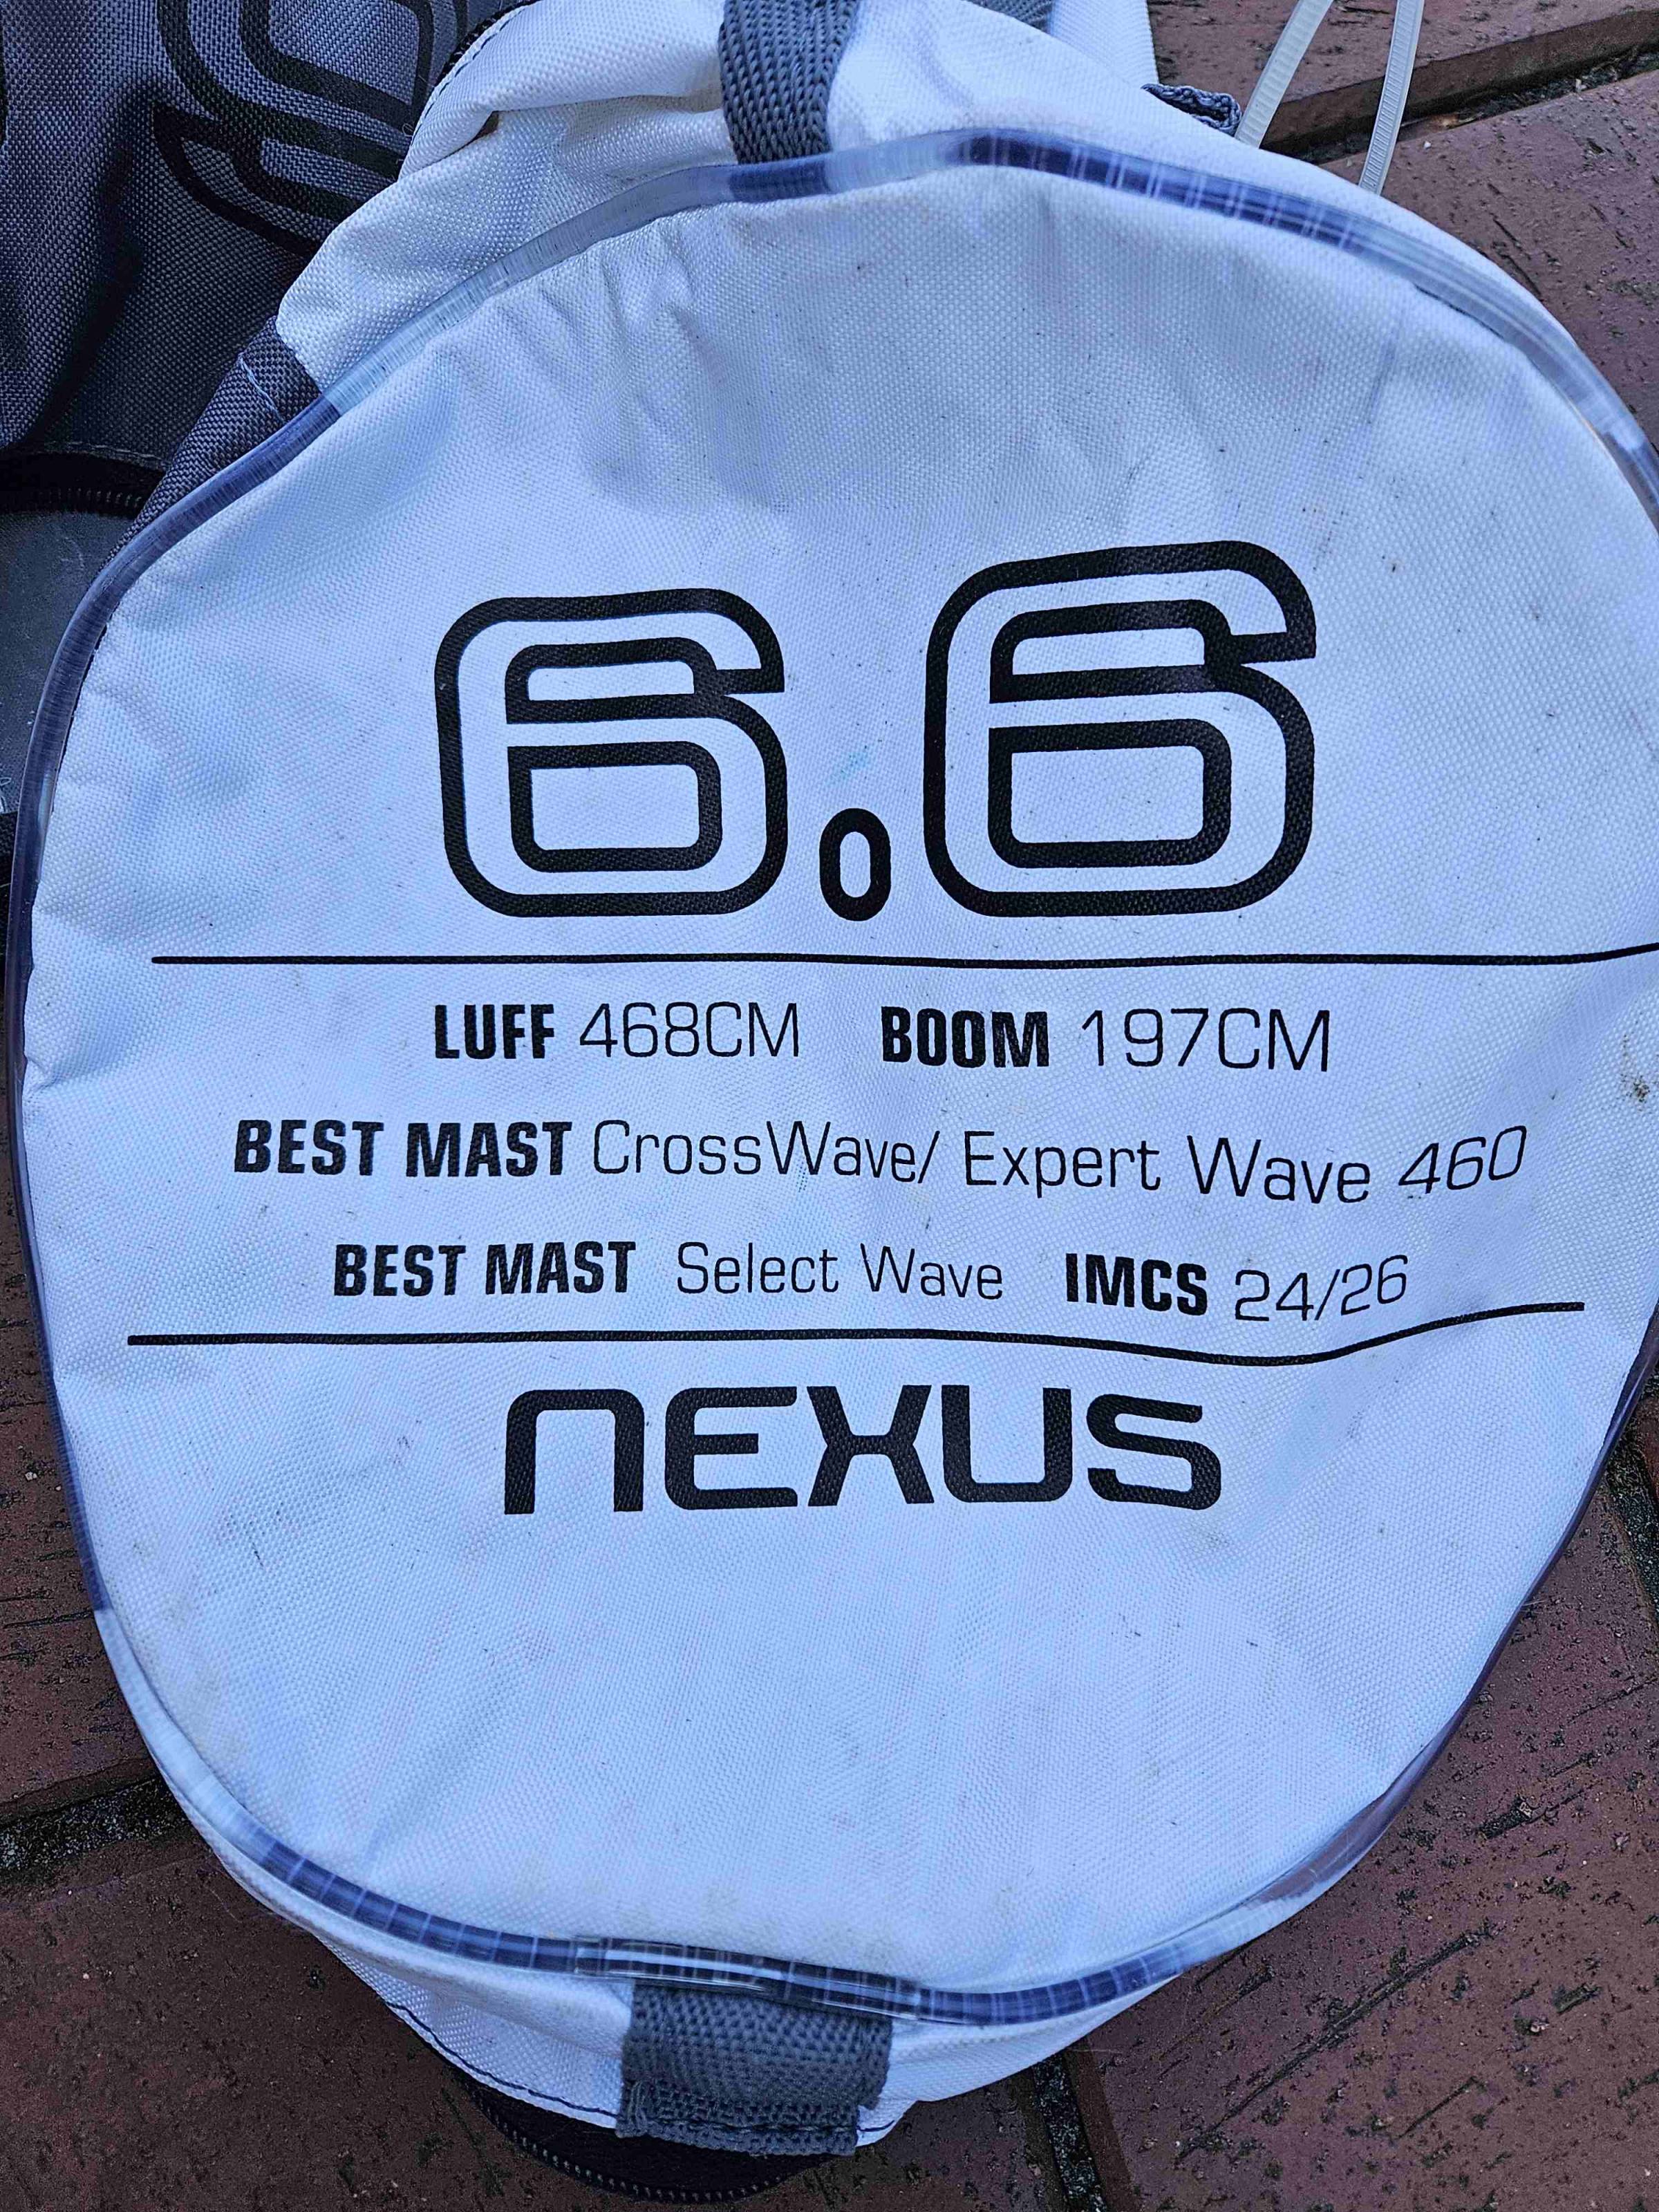 6.6
LUFF 468CM BOOM 197CM
BEST MAST CrossWave/ Expert Wave 460
BEST MAST Select Wave IMCS 24/26
nEXUS